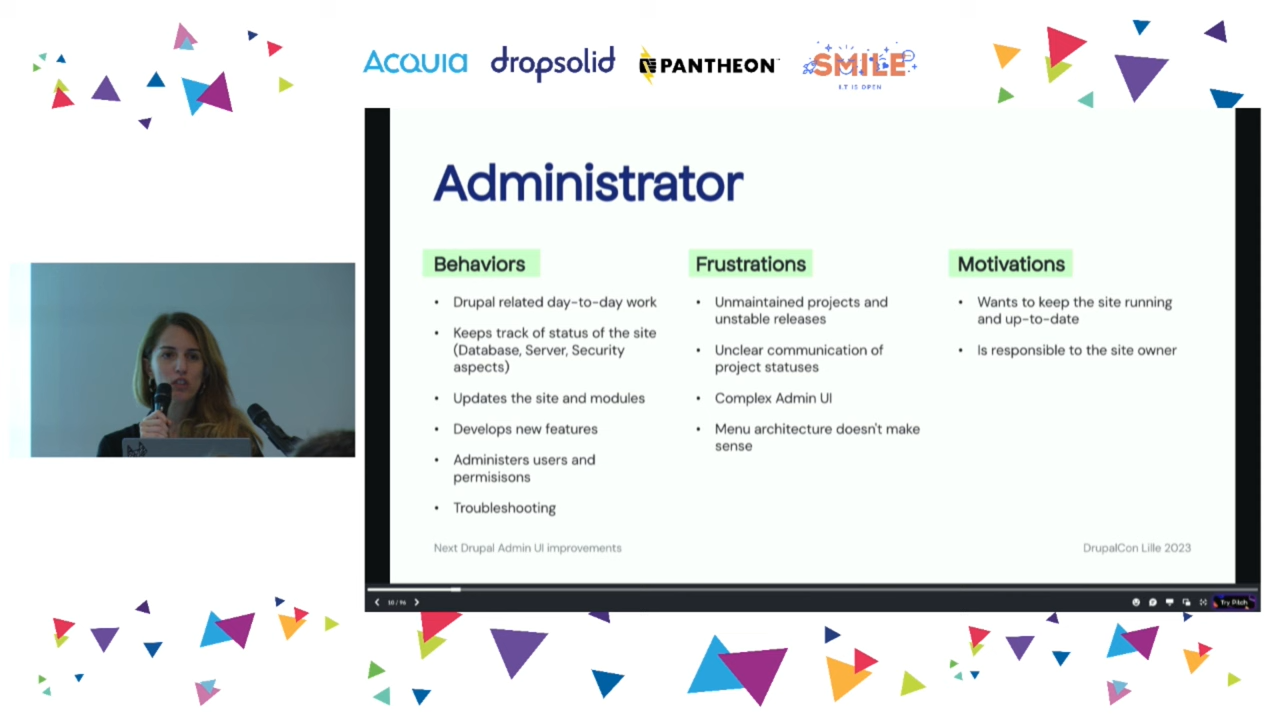 ACQUIA dropsolid PANTHEON SMILE
I.T IS OPEN
Administrator
Behaviors
• Drupal related day-to-day work
• Keeps track of status of the site
(Database, Server, Security
aspects)
• Updates the site and modules
• Develops new features
• Administers users and
permisisons
• Troubleshooting
Frustrations
• Unmaintained projects and
unstable releases
• Unclear communication of
project statuses
• Complex Admin UI
• Menu architecture doesn't make
sense
Motivations
• Wants to keep the site running
and up-to-date
• Is responsible to the site owner
Next Drupal Admin UI improvements
DrupalCon Lille 2023
Try Pitch